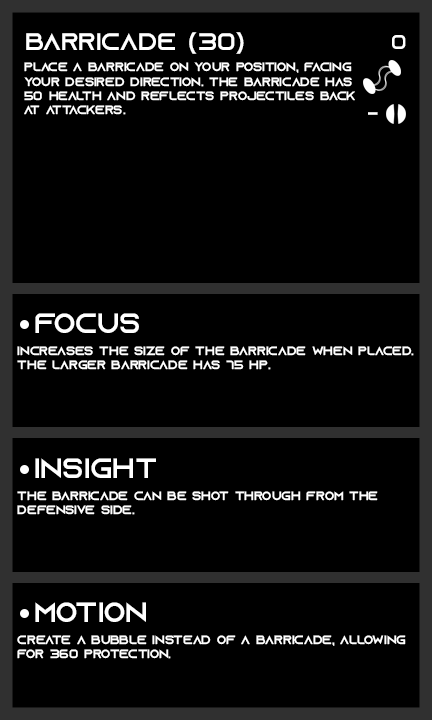 BARRICADE (30)
0
PLACE A BARRICADE ON YOUR POSITION, FACING
YOUR DESIRED DIRECTION. THE BARRICADE HAS
50 HEALTH AND REFLECTS PROJECTILES BACK
AT ATTACKERS.
•FOCUS
INCREASES THE SIZE OF THE BARRICADE WHEN PLACED.
THE LARGER BARRICADE HAS 75 HP.
•INSIGHT
THE BARRICADE CAN BE SHOT THROUGH FROM THE
DEFENSIVE SIDE.
•MOTION
CREATE A BUBBLE INSTEAD OF A BARRICADE, ALLOWING
FOR 360 PROTECTION.